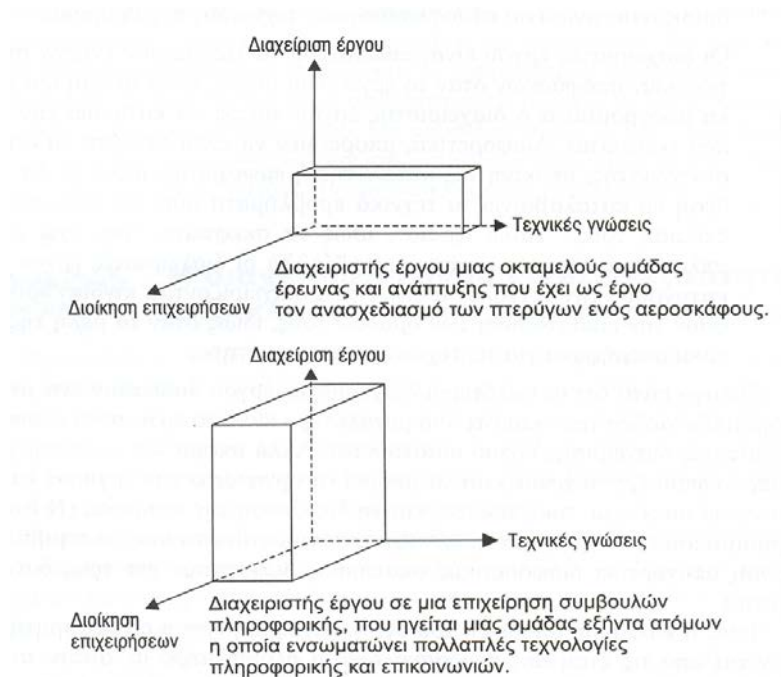 Διαχείριση έργου
Τεχνικές γνώσεις
Διοίκηση επιχειρήσεων
Διαχειριστής έργου μιας οκταμελούς ομάδας
έρευνας και ανάπτυξης που έχει ως έργο
τον ανασχεδιασμό των πτερύγων ενός αεροσκάφους.
Διαχείριση έργου
Τεχνικές γνώσεις
Διοίκηση
επιχειρήσεων
Διαχειριστής έργου σε μια επιχείρηση συμβουλών
πληροφορικής, που ηγείται μιας ομάδας εξήντα ατόμων
η οποία ενσωματώνει πολλαπλές τεχνολογίες
πληροφορικής και επικοινωνιών.